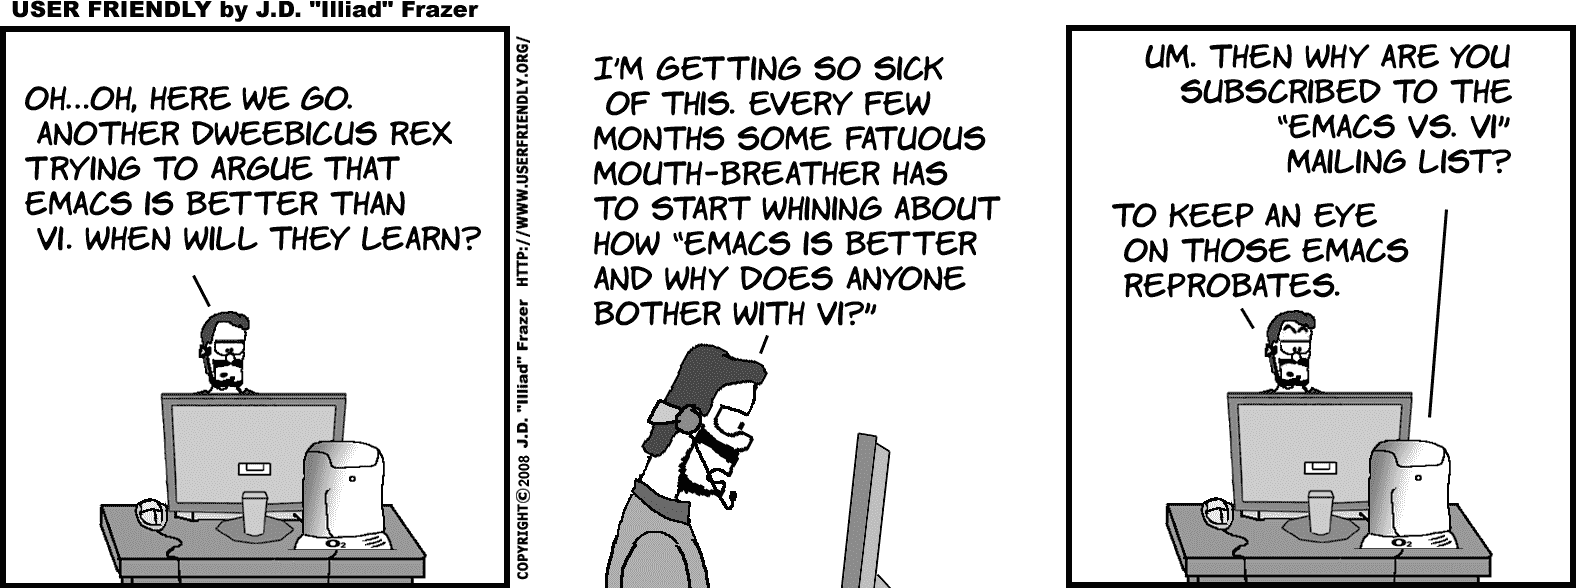 USER FRIENDLY by J.D. "Illiad" Frazer
OH...OH, HERE WE GO.
ANOTHER DWEEBICUS REX
TRYING TO ARGUE THAT
EMACS IS BETTER THAN
VI. WHEN WILL THEY LEARN?
COPYRIGHT©2008 J.D. "Illiad" Frazer HTTP://WWW.USERFRIENDLY.ORG/
I'M GETTING SO SICK
OF THIS. EVERY FEW
MONTHS SOME FATUOUS
MOUTH-BREATHER HAS
TO START WHINING ABOUT
HOW "EMACS IS BETTER
AND WHY DOES ANYONE
BOTHER WITH VI?"
UM. THEN WHY ARE YOU
SUBSCRIBED TO THE
"EMACS VS. VI"
MAILING LIST?
TO KEEP AN EYE
ON THOSE EMACS
REPROBATES.
O2
O2